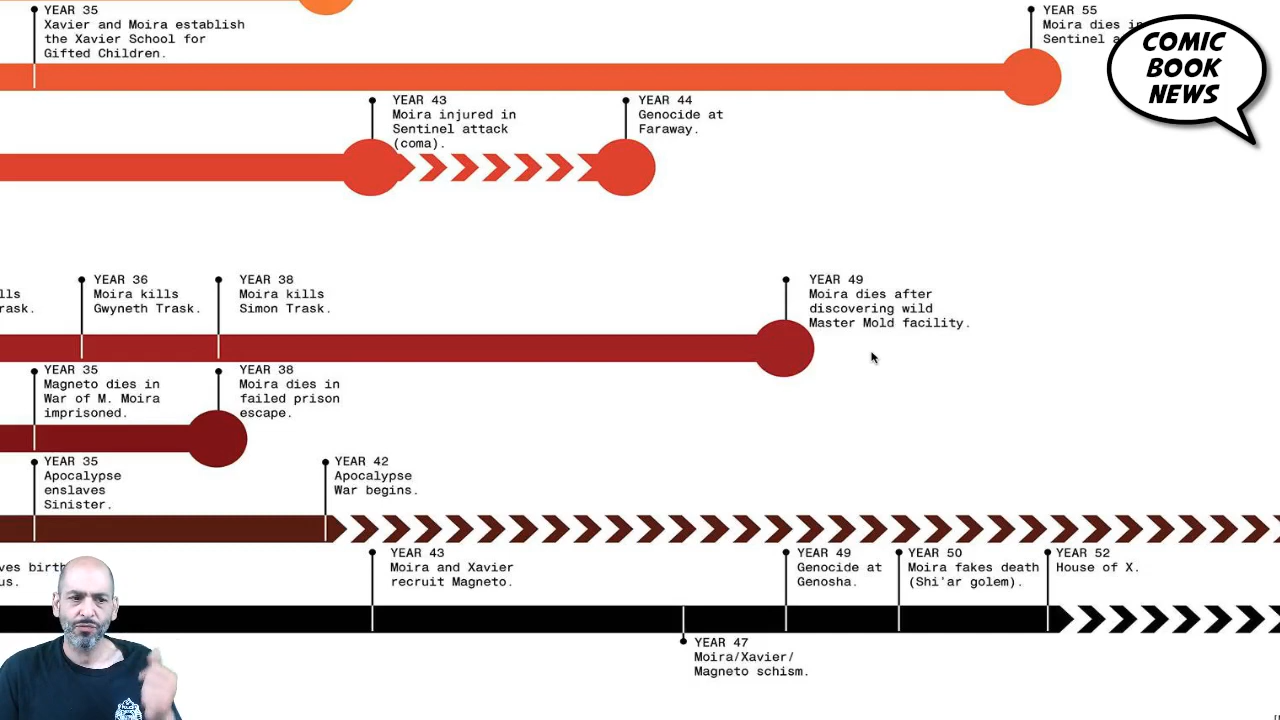 YEAR 35
Xavier and Moira establish
the Xavier School for
Gifted Children.
YEAR 55
Moira dies in
Sentinel
COMIC
BOOK
NEWS
YEAR 43
Moira injured in
Sentinel attack
(coma).
YEAR 44
Genocide at
Faraway.
YEAR 36
Moira kills
Gwyneth Trask.
YEAR 38
Moira kills
Simon Trask.
YEAR 49
Moira dies after
discovering wild
Master Mold facility.
YEAR 35
Magneto dies in
War of M. Moira
imprisoned.
YEAR 38
Moira dies in
failed prison
escape.
YEAR 35
Apocalypse
enslaves
Sinister.
YEAR 42
Apocalypse
War begins.
YEAR 43
Moira and Xavier
recruit Magneto.
YEAR 49
Genocide at
Genosha.
YEAR 50
Moira fakes death
(Shi'ar golem).
YEAR 52
House of X.
YEAR 47
Moira/Xavier/
Magneto schism.